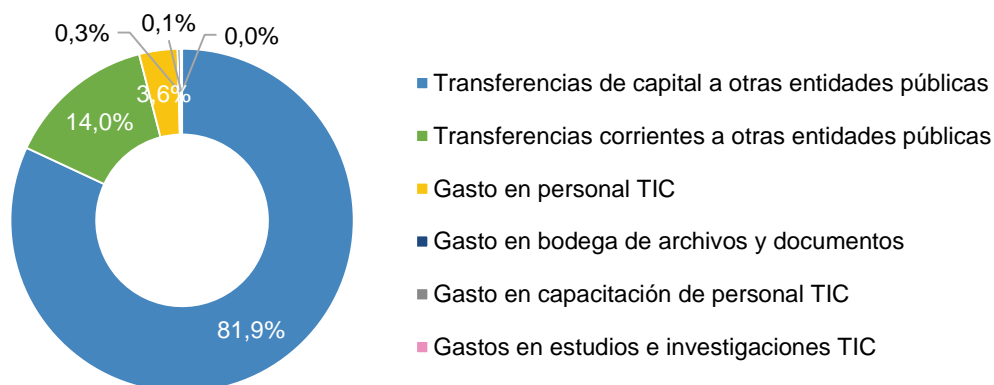 0,3%
0,1%
0,0%
3,6%
14,0%
81,9%
Transferencias de capital a otras entidades públicas
Transferencias corrientes a otras entidades públicas
Gasto en personal TIC
Gasto en bodega de archivos y documentos
Gasto en capacitación de personal TIC
Gastos en estudios e investigaciones TIC